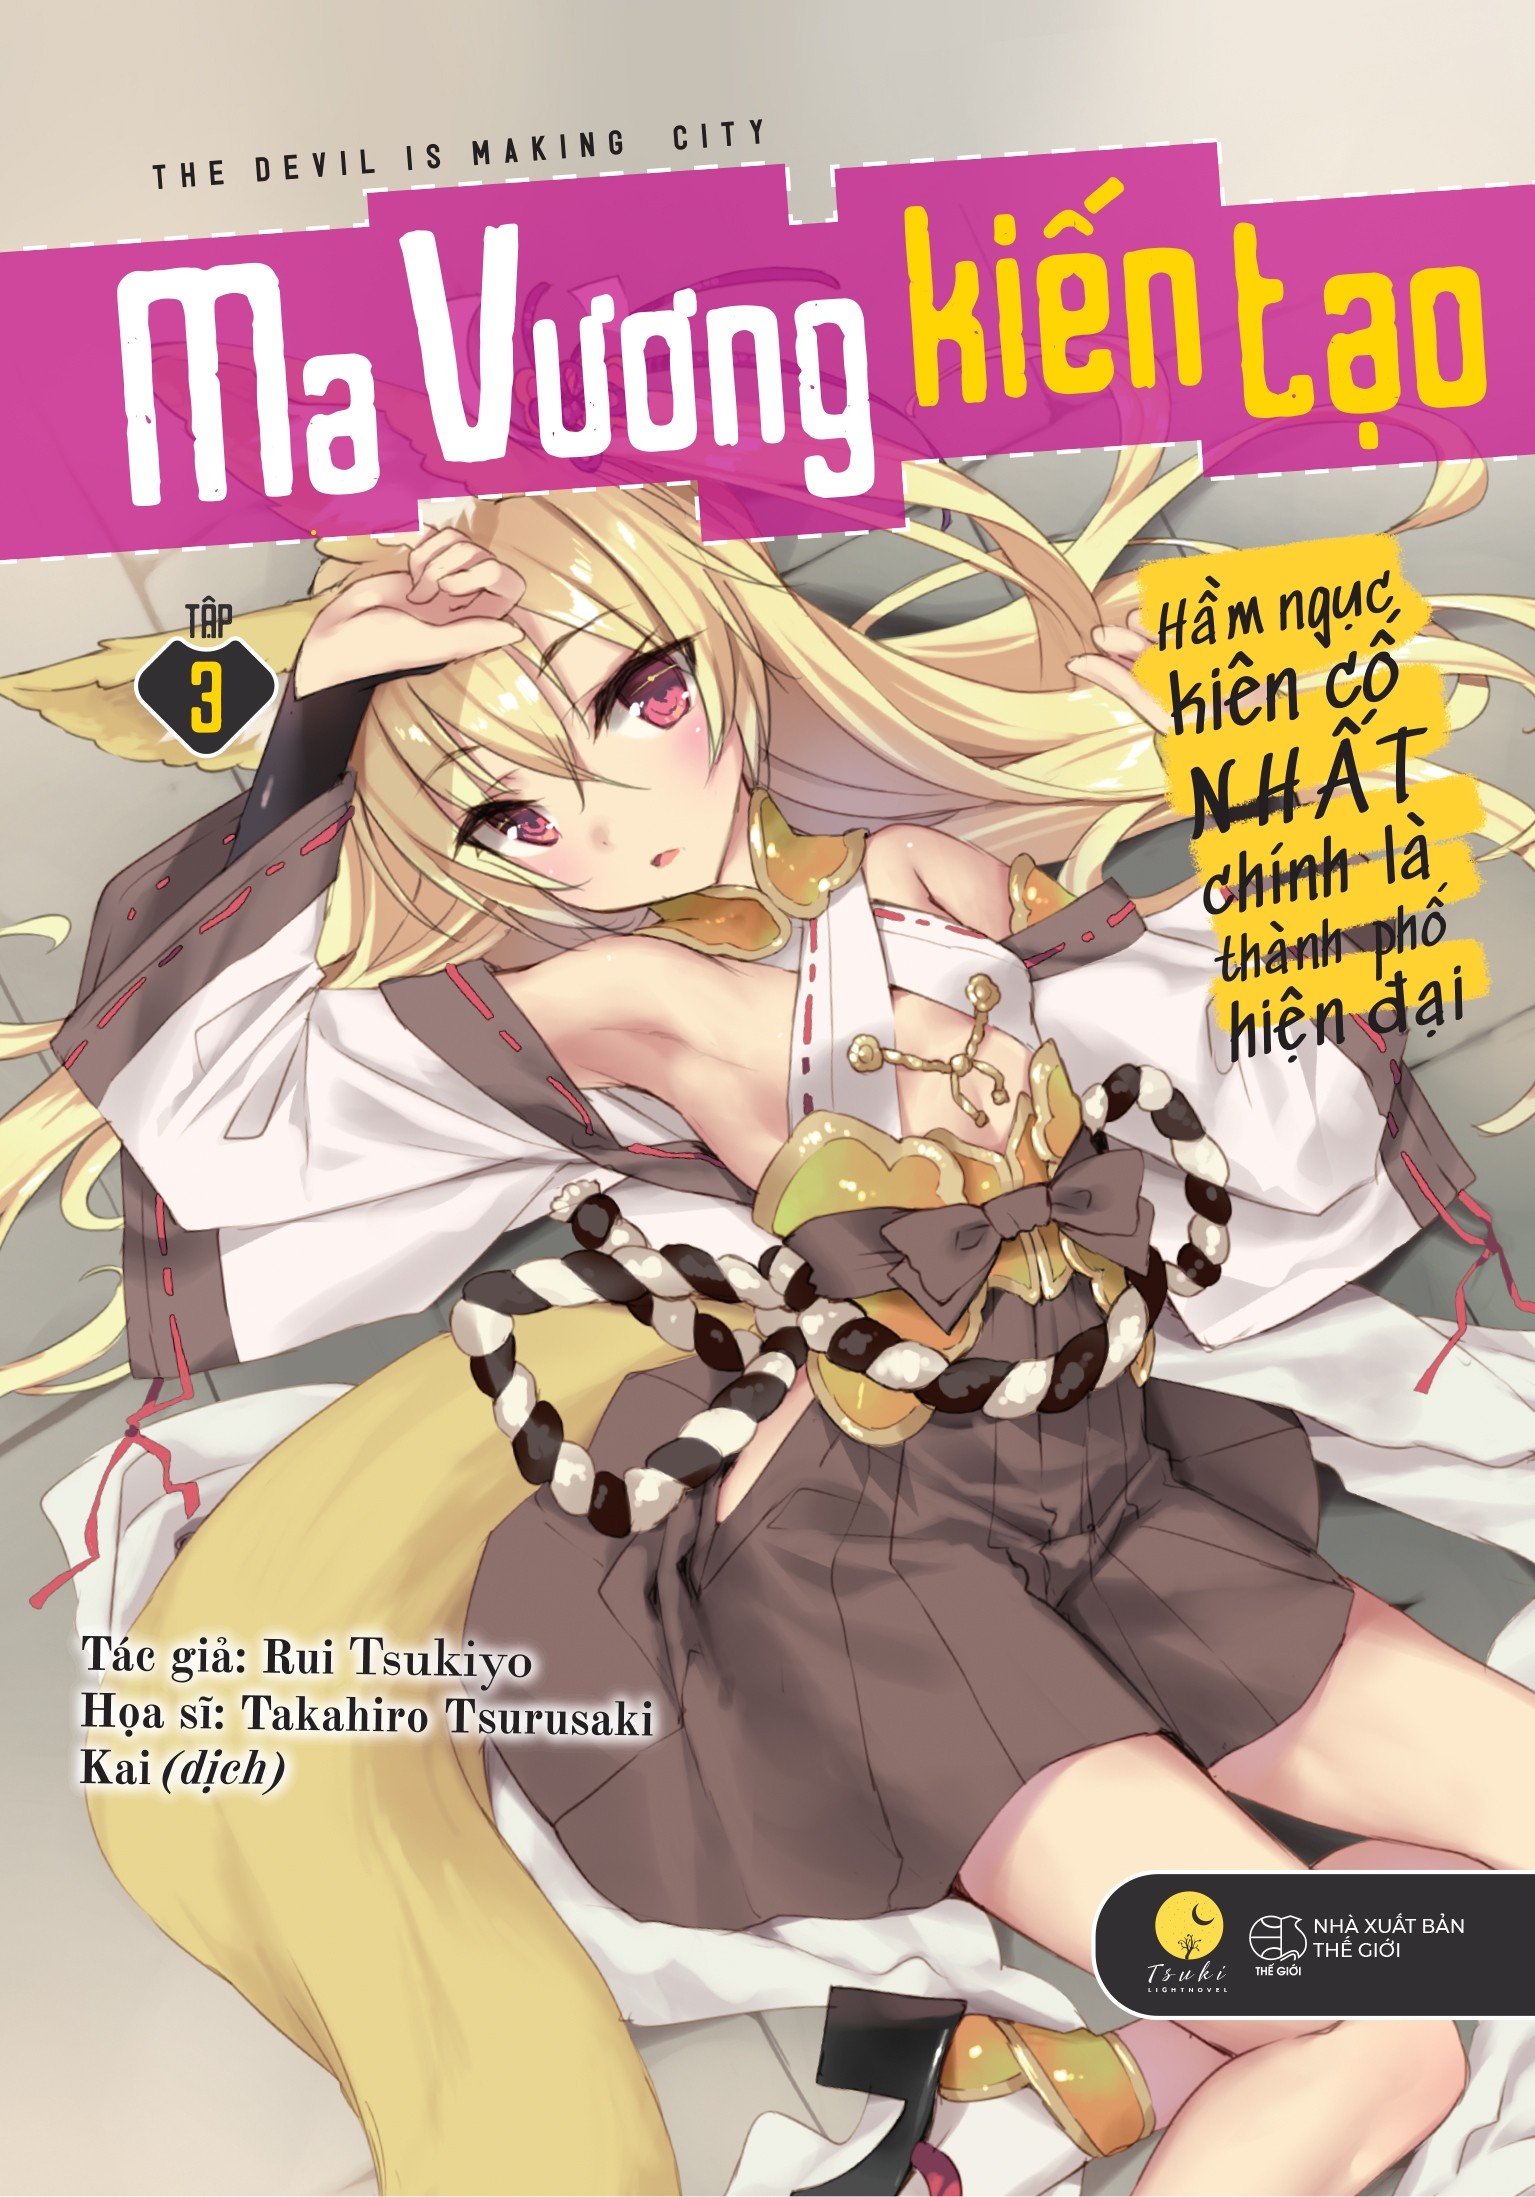 THE DEVIL IS MAKING CITY
Ma Vương kiến tạo
TẬP
3
Hầm ngục
kiên cố
NHẤT
chính là
thành phố
hiện đại
Tác giả: Rui Tsukiyo
Họa sĩ: Takahiro Tsurusaki
Kai (dịch)
Tsuki
LIGHTNOVEL
THẾ GIỚI
NHÀ XUẤT BẢN
THẾ GIỚI